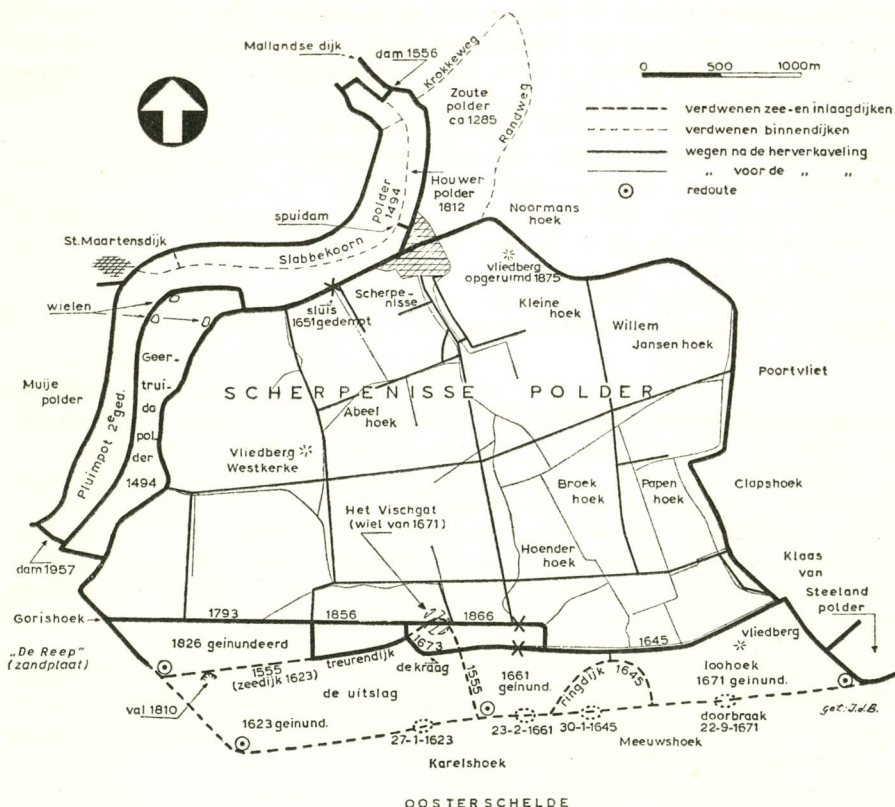 Mallandse dijk
dam 1556
Krokkeweg
Randweg
Zoute
polder
ca 1285
0 500 1000m
verdwenen zee-en inlaagdijken
verdwenen binnendijken
wegen na de herverkaveling
„ voor de „ „
redoute
Houwer
polder
1812
polder
1494
spuidam
Slabbekoorn
St. Maartensdijk
Noormans
hoek
vliedberg
opgeruimd 1875
Kleine
hoek
Willem
Jansen hoek
Poortvliet
wielen
sluis
1651 gedempt
Scherpe-
nisse
Geer-
trui-
da
pol-
der
1494
Muije
polder
Pluimpot 2e ged.
SCHERPENISSE POLDER
Abeel
hoek
Vliedberg
Westkerke
Broek
hoek
Papen
hoek
Clapshoek
Het Vischgat
(wiel van 1671)
Hoender
hoek
dam 1957
Klaas
van
Steeland
polder
Gorishoek
1793
1856
1866
„De Reep”
(zandplaat)
1826 geinundeerd
treurendijk
1673
de kraag
1645
vliedberg
1555
(zeedijk 1623)
de uitslag
1555
1661
geinund.
ringdijk
1645
loohoek
1671 geinund.
val 1810
1623 geinund.
27-1-1623
23-2-1661
30-1-1645
doorbraak
22-9-1671
get: J.d.B.
Karelshoek
Meeuwshoek
OOSTERSCHELDE